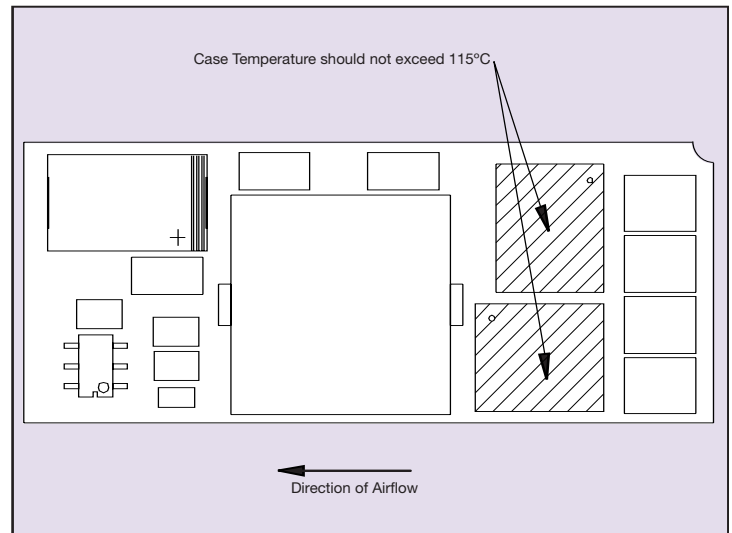 Case Temperature should not exceed 115ºC
Direction of Airflow